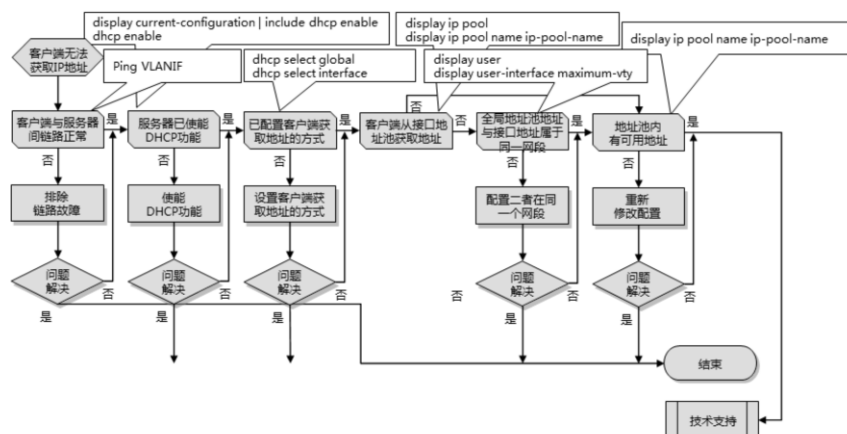 display current-configuration | include dhcp enable
dhcp enable
display ip pool
display ip pool name ip-pool-name
display ip pool name ip-pool-name
客户端无法
获取IP地址
Ping VLANIF
dhcp select global
dhcp select interface
display user
display user-interface maximum-vty
否
客户端与服务器
间链路正常
是
服务器已使能
DHCP功能
是
已配置客户端获
取地址的方式
是
客户端从接口地
址池获取地址
否
全局地址池地址
与接口地址属于
同一网段
是
地址池内
有可用地址
是
否
否
否
否
否
排除
链路故障
使能
DHCP功能
设置客户端获
取地址的方式
配置二者在同
一个网段
重新
修改配置
问题
解决
问题
解决
问题
解决
问题
解决
问题
解决
否
否
否
否
否
否
是
是
是
是
是
结束
技术支持